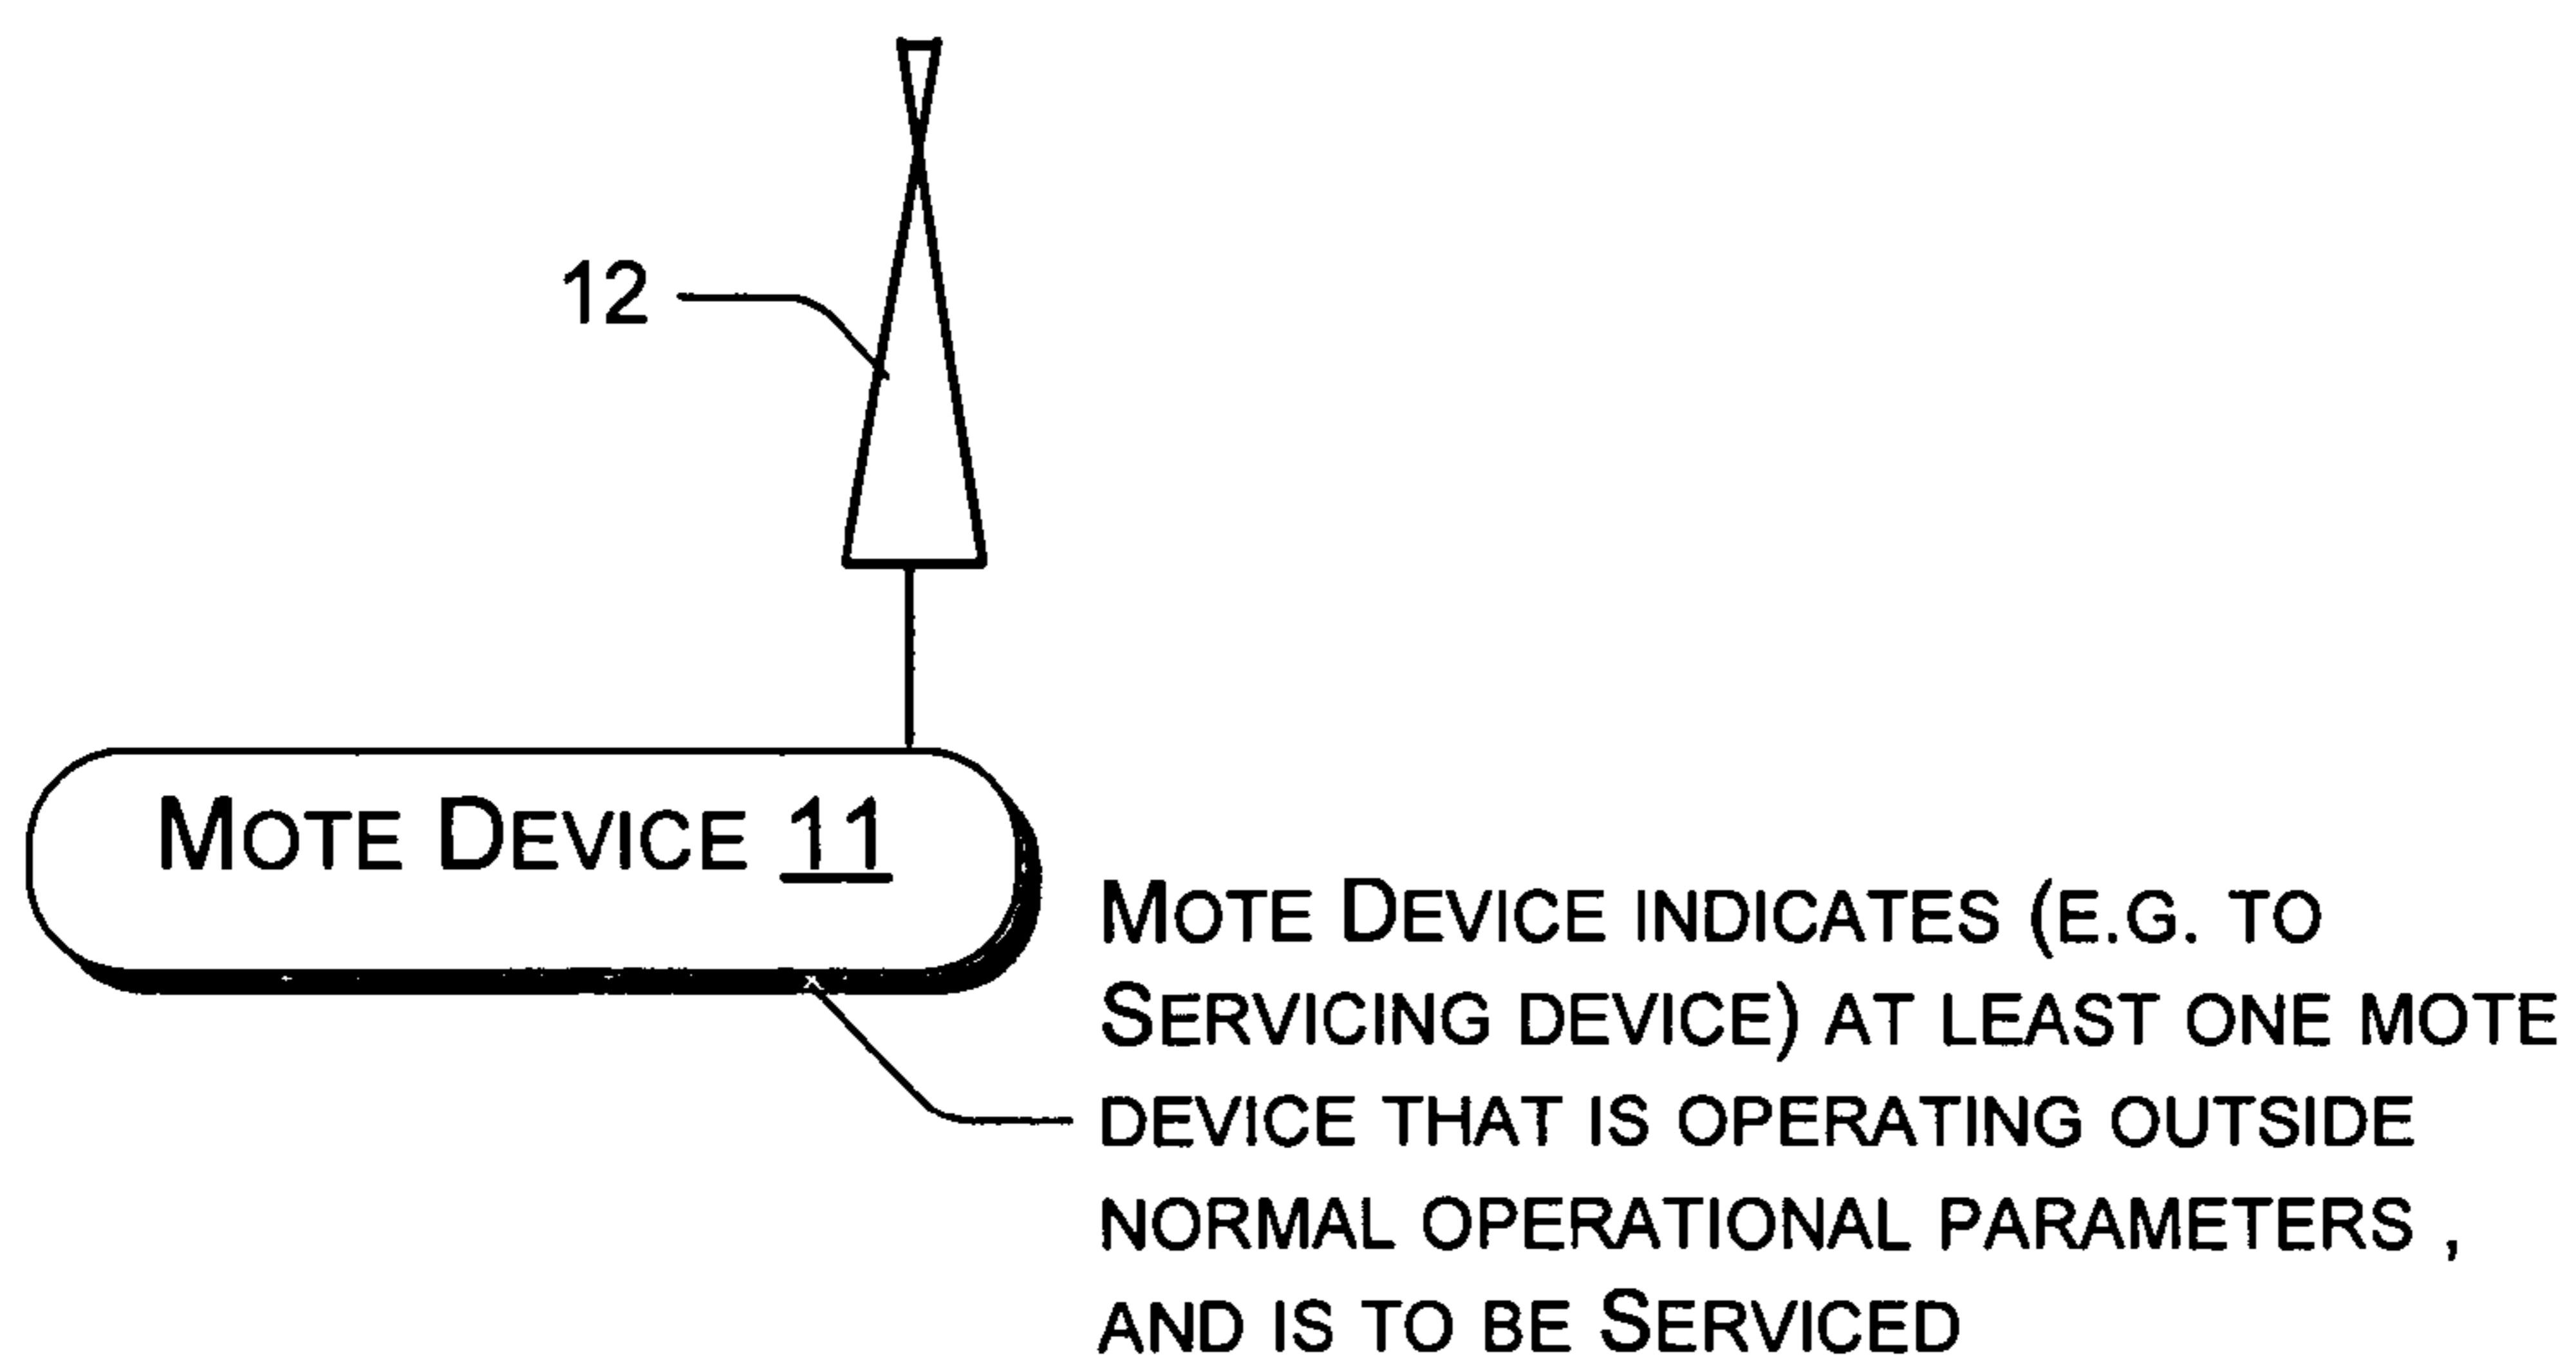 12
MOTE DEVICE 11
MOTE DEVICE INDICATES (E.G. TO
SERVICING DEVICE) AT LEAST ONE MOTE
DEVICE THAT IS OPERATING OUTSIDE
NORMAL OPERATIONAL PARAMETERS ,
AND IS TO BE SERVICED